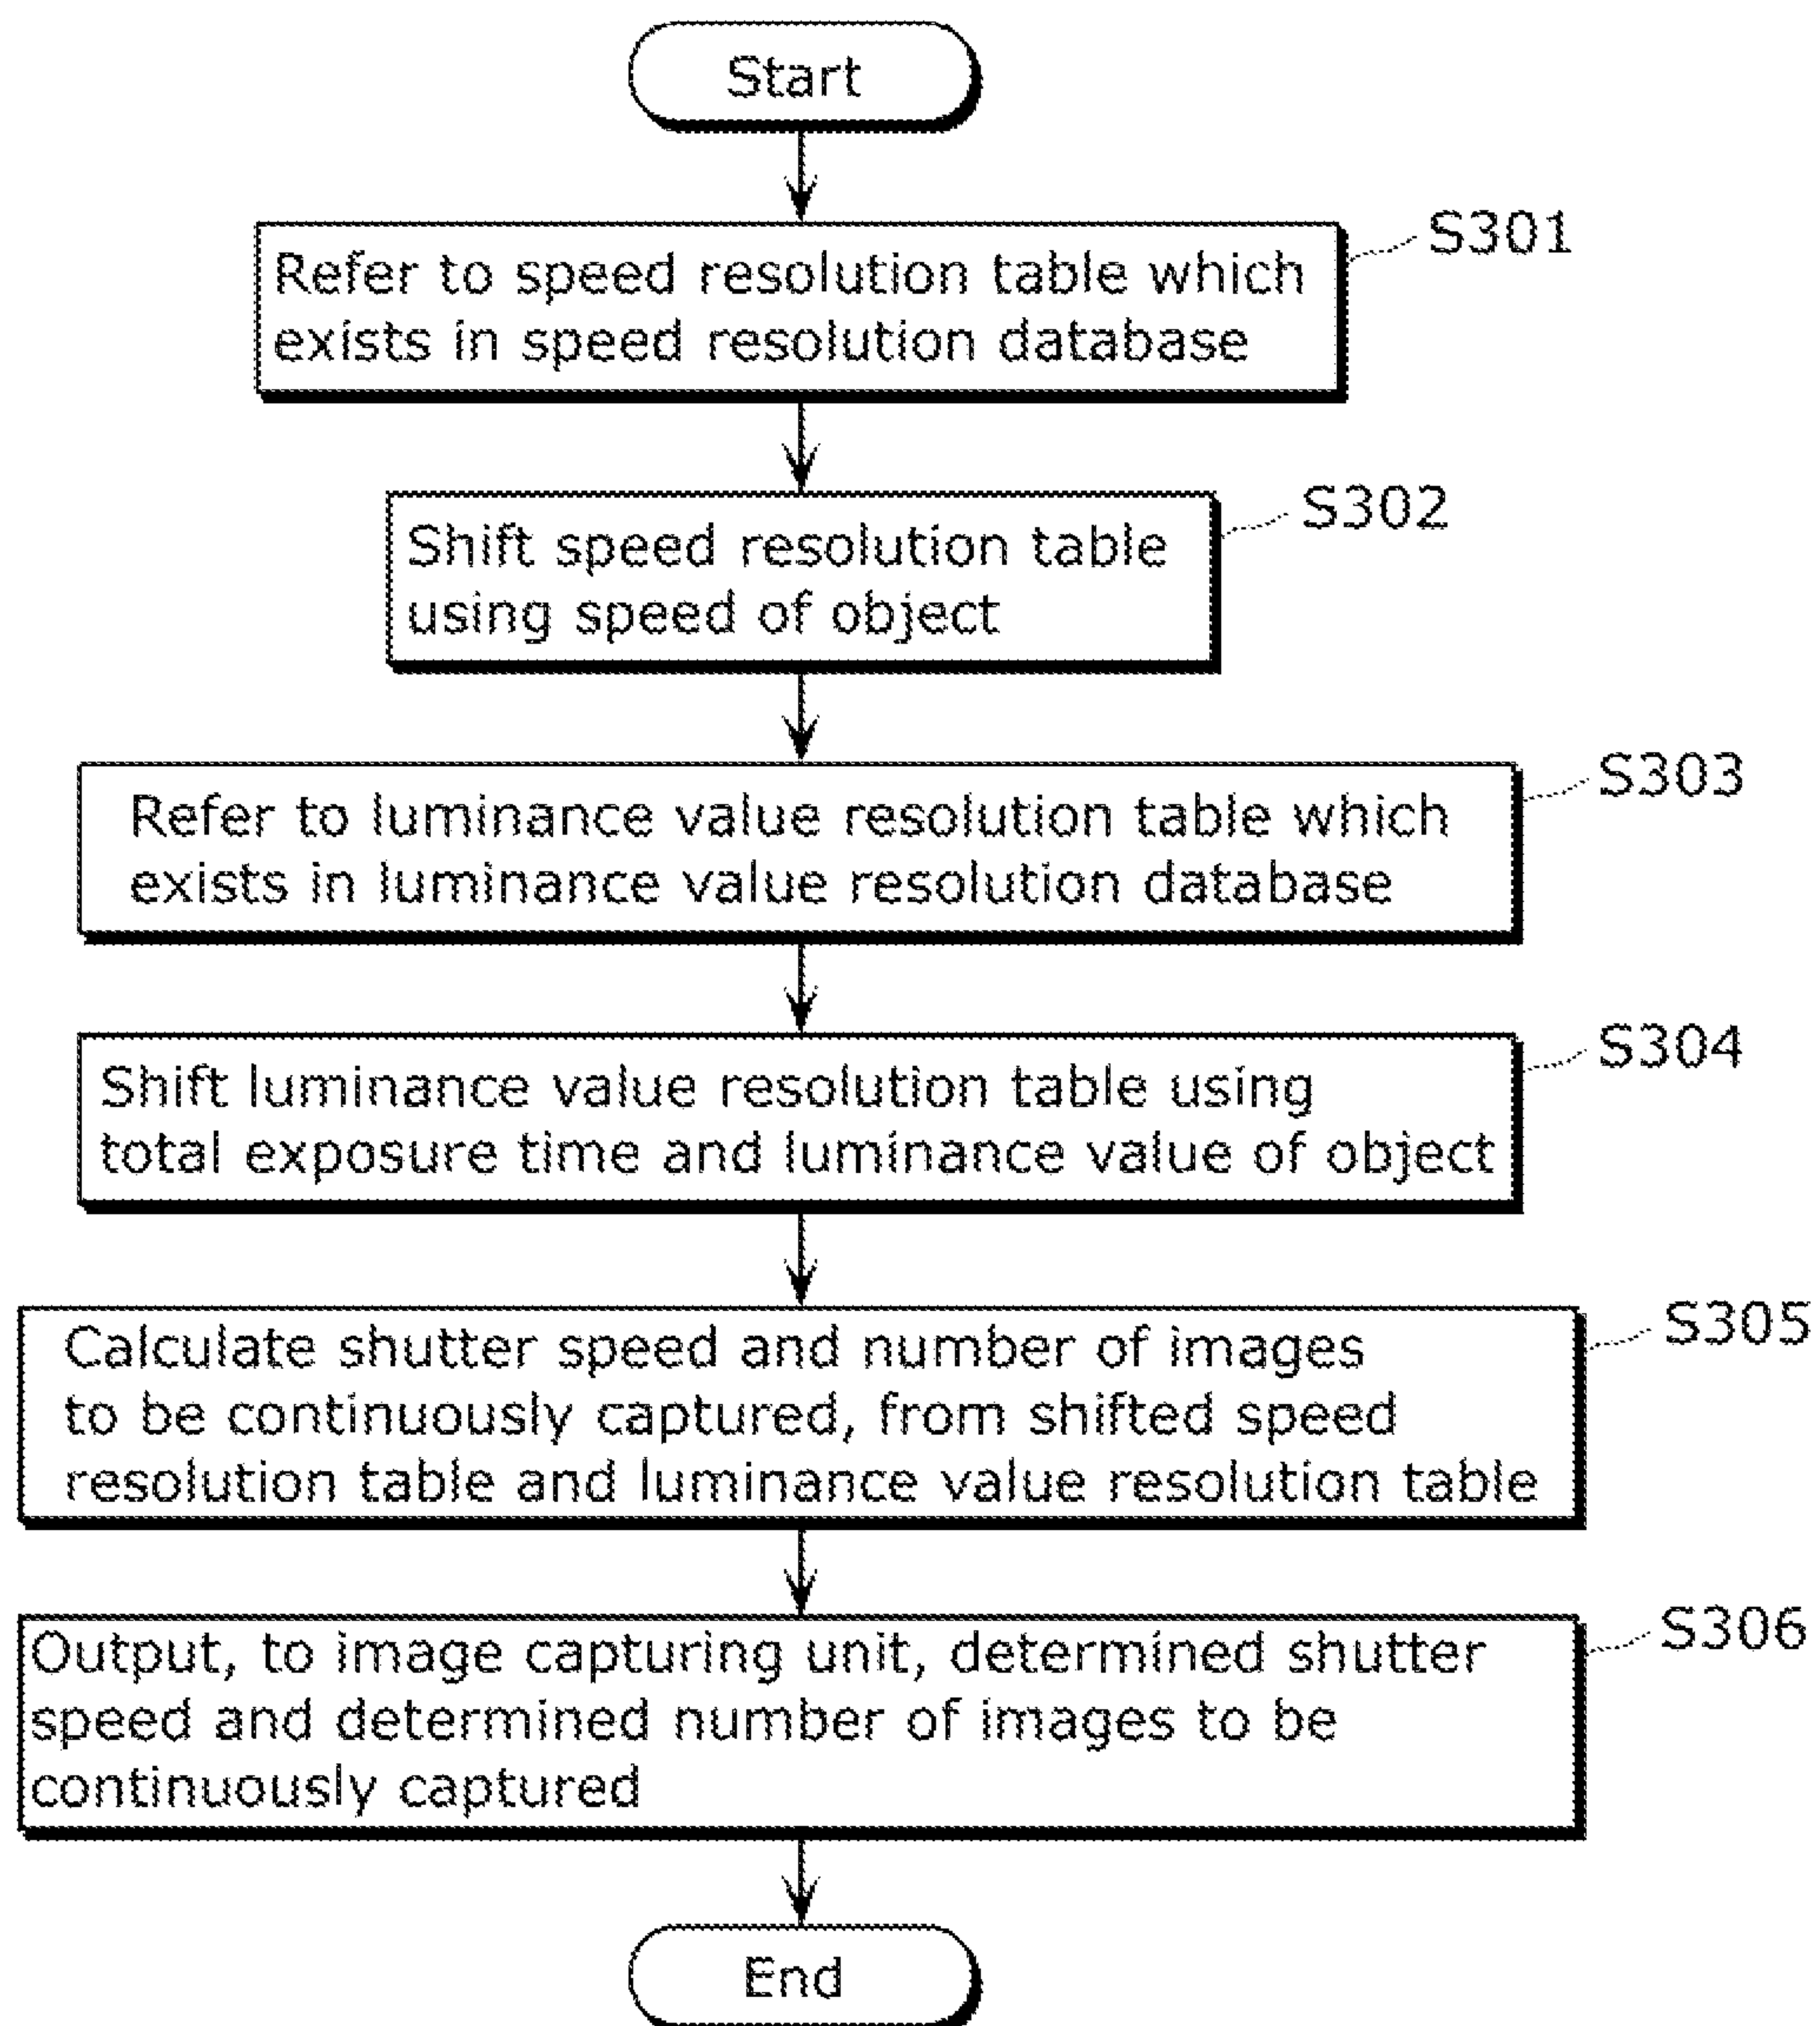 Start
S301
Refer to speed resolution table which
exists in speed resolution database
S302
Shift speed resolution table
using speed of object
S303
Refer to luminance value resolution table which
exists in luminance value resolution database
S304
Shift luminance value resolution table using
total exposure time and luminance value of object
S305
Calculate shutter speed and number of images
to be continuously captured, from shifted speed
resolution table and luminance value resolution table
S306
Output, to image capturing unit, determined shutter
speed and determined number of images to be
continuously captured
End